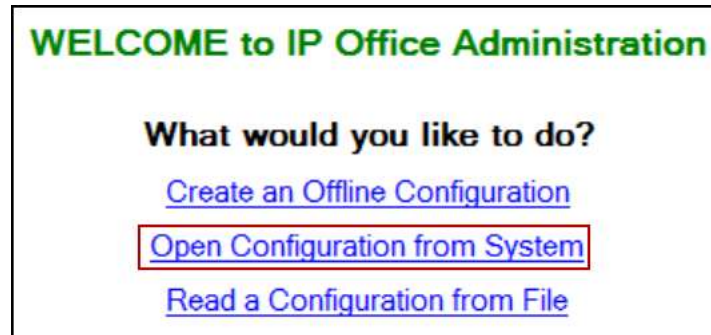 WELCOME to IP Office Administration
What would you like to do?
Create an Offline Configuration
Open Configuration from System
Read a Configuration from File